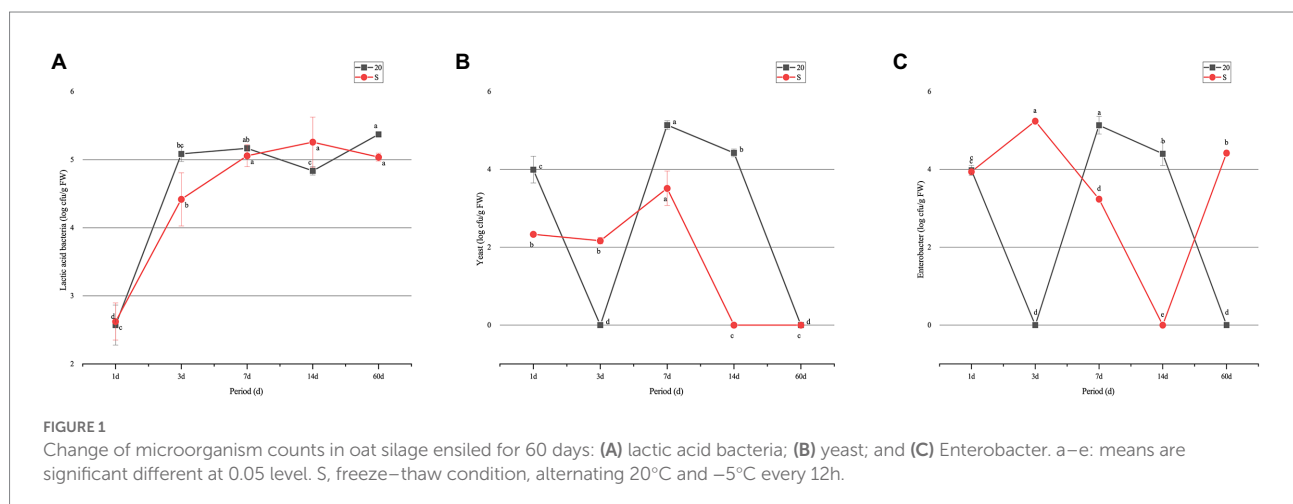 A
20
S
6
5
4
3
2
Lactic acid bacteria (log cfu/g FW)
d
c
bc
b
ab
a
c
a
a
a
1d 3d 7d 14d 60d
Period (d)
B
20
S
6
4
2
0
Yeast (log cfu/g FW)
c
b
b
d
a
a
b
c
d
c
1d 3d 7d 14d 60d
Period (d)
C
20
S
6
4
2
0
Enterobacter (log cfu/g FW)
a
d
a
d
b
e
b
d
1d 3d 7d 14d 60d
Period (d)
FIGURE 1
Change of microorganism counts in oat silage ensiled for 60 days: (A) lactic acid bacteria; (B) yeast; and (C) Enterobacter. a–e: means are
significant different at 0.05 level. S, freeze–thaw condition, alternating 20°C and −5°C every 12h.